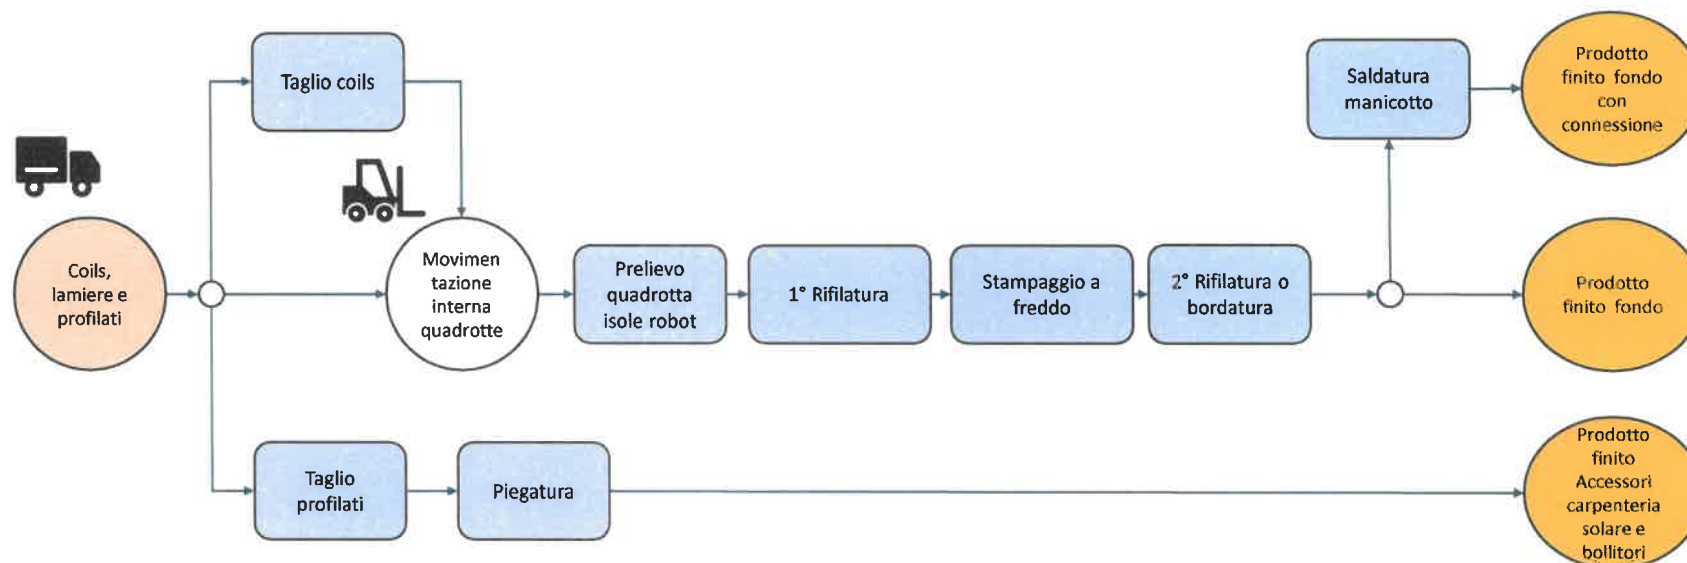 Taglio coils
Saldatura
manicotto
Prodotto
finito fondo
con
connessione
Coils,
lamiere e
profilati
Movimen
tazione
interna
quadrotte
Prelievo
quadrotta
isole robot
1° Rifilatura
Stampaggio a
freddo
2° Rifilatura o
bordatura
Prodotto
finito fondo
Taglio
profilati
Piegatura
Prodotto
finito
Accessori
carpenteria
solare e
bollitori